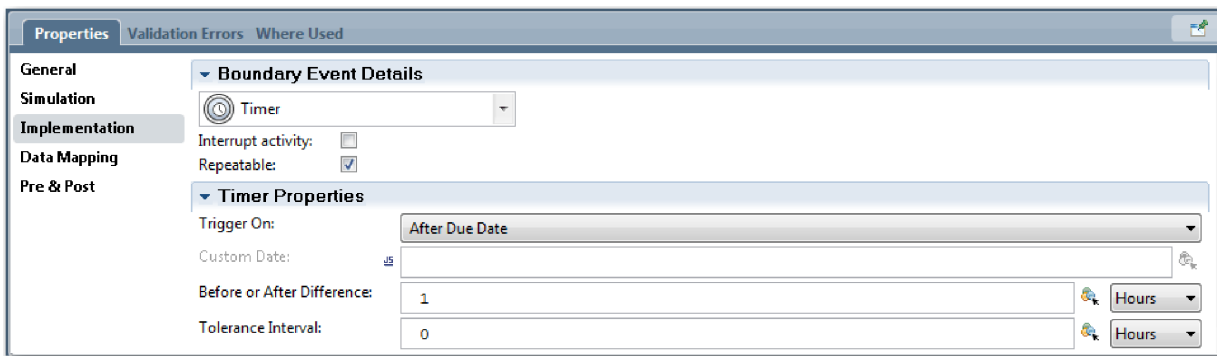 Properties Validation Errors Where Used
General
Simulation
Implementation
Data Mapping
Pre & Post
Boundary Event Details
Timer
Interrupt activity:
Repeatable:
Timer Properties
Trigger On: After Due Date
Custom Date: JS
Before or After Difference: 1 Hours
Tolerance Interval: 0 Hours